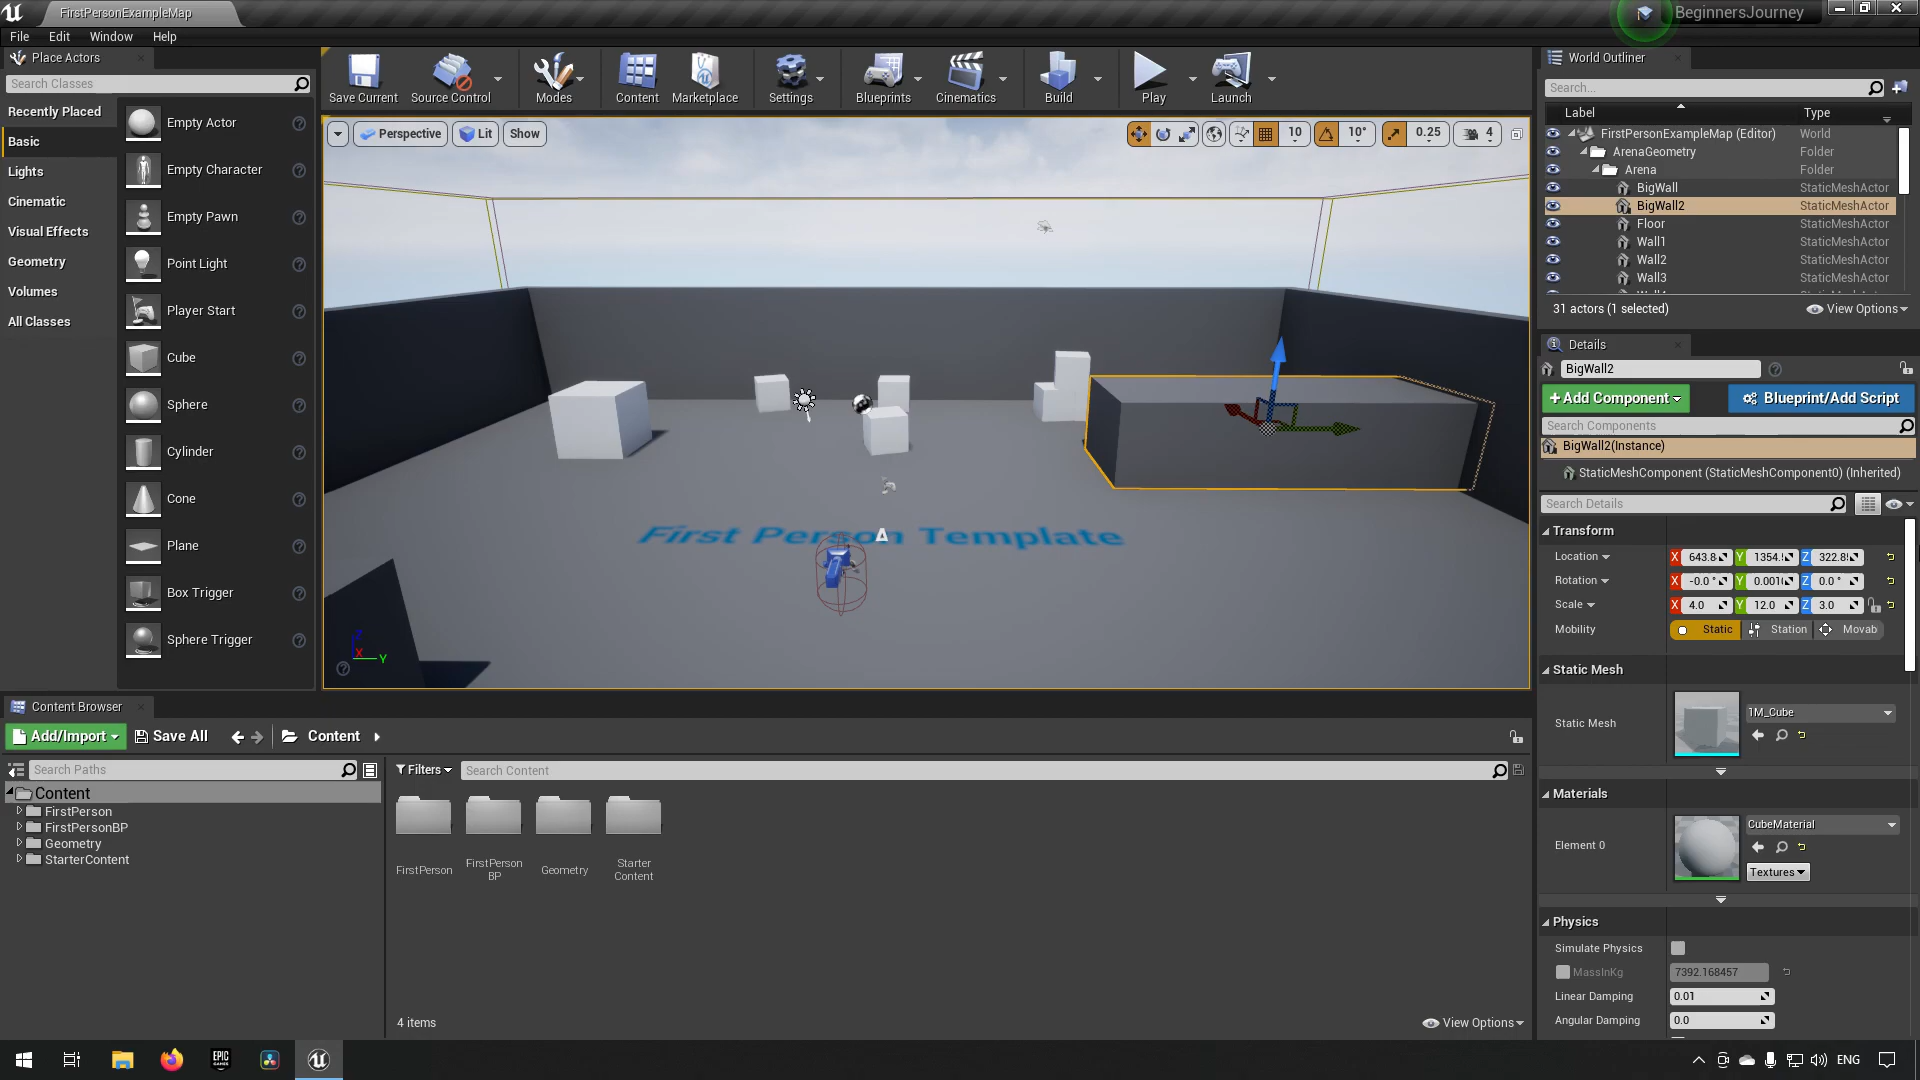 FirstPersonExampleMap
BeginnersJourney
File Edit Window Help
Place Actors
Search Classes
Recently Placed
Basic
Lights
Cinematic
Visual Effects
Geometry
Volumes
All Classes
Empty Actor
Empty Character
Empty Pawn
Point Light
Player Start
Cube
Sphere
Cylinder
Cone
Plane
Box Trigger
Sphere Trigger
Save Current
Source Control
Modes
Content
Marketplace
Settings
Blueprints
Cinematics
Build
Play
Launch
Perspective
Lit
Show
10
10°
0.25
4
First Person Template
Z
X
Y
World Outliner
Search...
Label Type
FirstPersonExampleMap (Editor) World
ArenaGeometry Folder
Arena Folder
BigWall StaticMeshActor
BigWall2 StaticMeshActor
Floor StaticMeshActor
Wall1 StaticMeshActor
Wall2 StaticMeshActor
Wall3 StaticMeshActor
31 actors (1 selected) View Options
Details
BigWall2
+Add Component Blueprint/Add Script
Search Components
BigWall2(Instance)
StaticMeshComponent (StaticMeshComponent0) (Inherited)
Search Details
Transform
Location X 643.8 Y 1354. Z 322.8
Rotation X -0.0 ° Y 0.001 Z 0.0 °
Scale X 4.0 Y 12.0 Z 3.0
Mobility Static Station Movab
Static Mesh
Static Mesh 1M_Cube
Materials
Element 0 CubeMaterial
Textures
Physics
Simulate Physics
MassInKg 7392.168457
Linear Damping 0.01
Angular Damping 0.0
Content Browser
Add/Import Save All Content
Search Paths
Content
FirstPerson
FirstPersonBP
Geometry
StarterContent
Filters Search Content
FirstPerson
FirstPerson
BP
Geometry
Starter
Content
4 items
View Options
EPIC
GAMES
ENG